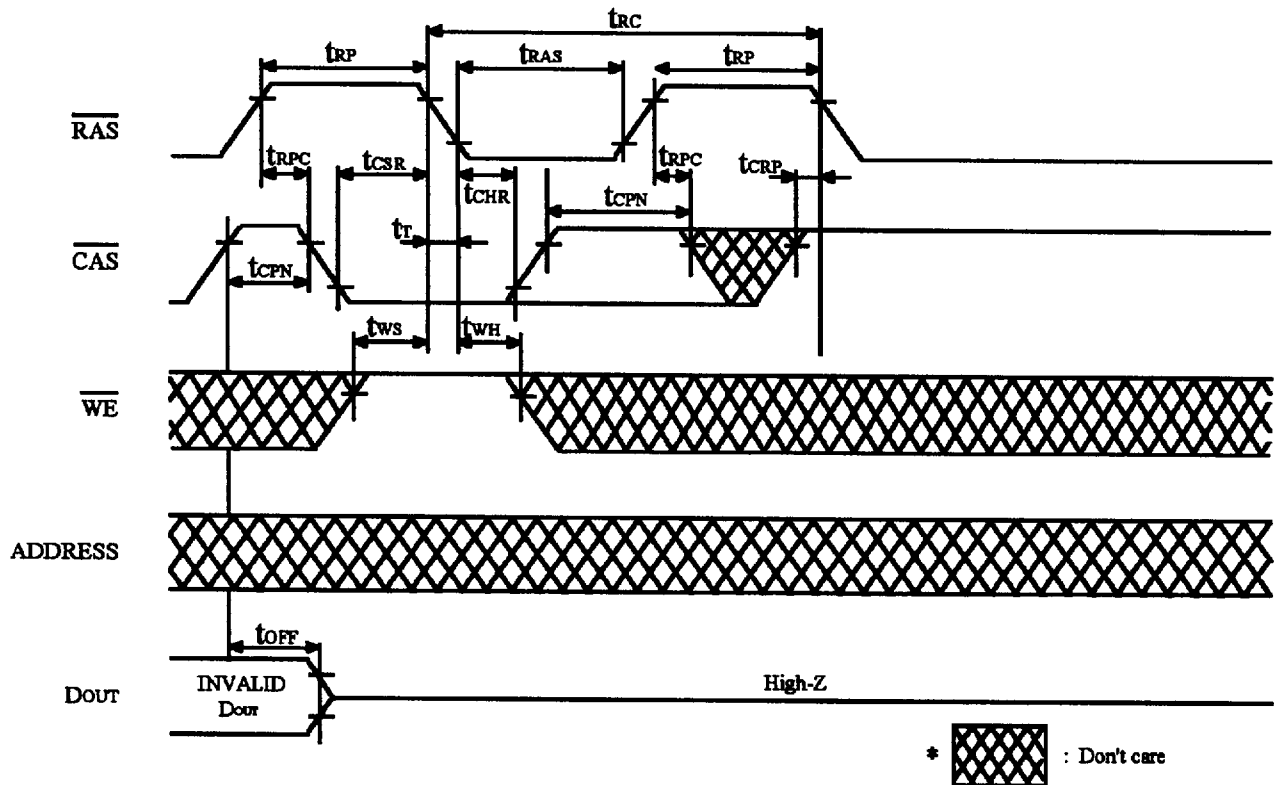 tRC
tRP
tRAS
tRP
RAS
tRPC
tCSR
tCHR
tRPC
tCRP
tCPN
tT
CAS
tCPN
tWS
tWH
WE
ADDRESS
tOFF
DOUT
INVALID
DOUT
High-Z
* : Don't care